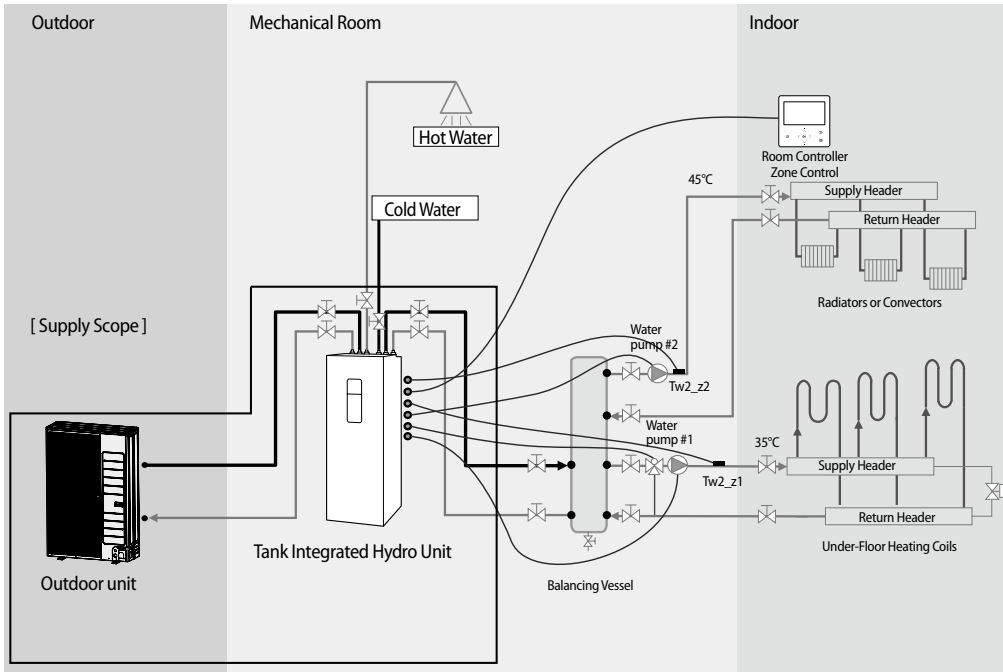 Outdoor
Mechanical Room
Indoor
Hot Water
Room Controller
Zone Control
45°C
Supply Header
Cold Water
Return Header
Radiators or Convectors
[ Supply Scope ]
Water
pump #2
Tw2_z2
Water
pump #1
35°C
Supply Header
Tw2_z1
Return Header
Tank Integrated Hydro Unit
Under-Floor Heating Coils
Outdoor unit
Balancing Vessel